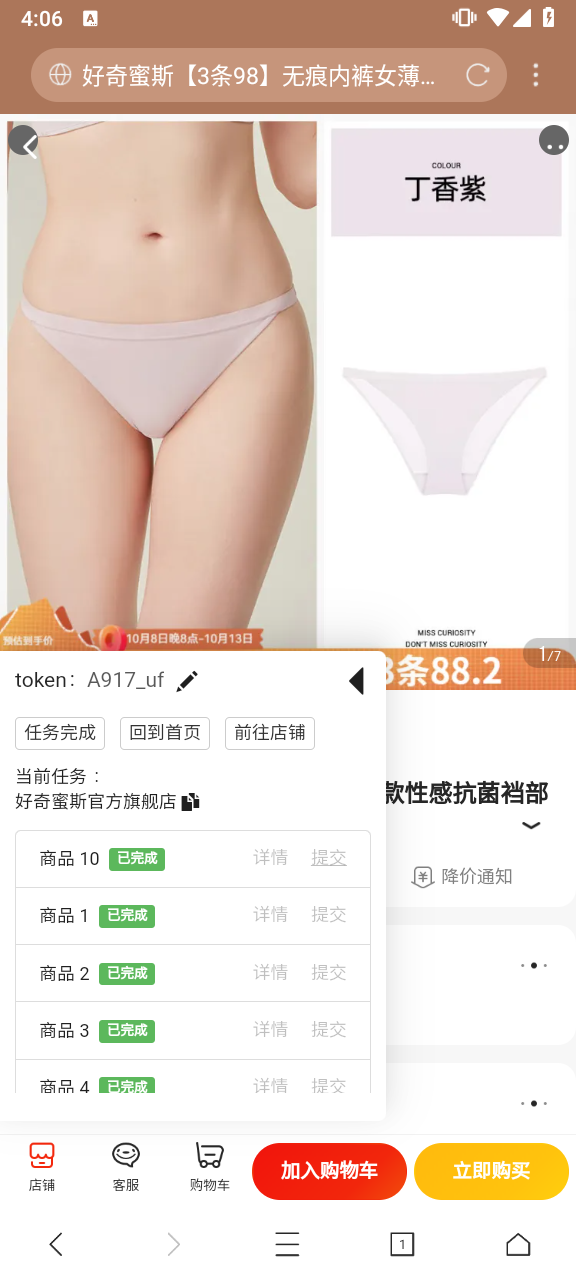 4:06
A
好奇蜜斯【3条98】无痕内裤女薄...
COLOUR
丁香紫
预估到手价
10月8日晚8点-10月13日
MISS CURIOSITY
DON'T MISS CURIOSITY
1/7
3条88.2
token： A917_uf
任务完成 回到首页 前往店铺
当前任务：
好奇蜜斯官方旗舰店
款性感抗菌裆部
降价通知
商品 10 已完成 详情 提交
商品 1 已完成 详情 提交
商品 2 已完成 详情 提交
商品 3 已完成 详情 提交
商品 4 已完成 详情 提交
店铺 客服 购物车 加入购物车 立即购买
1